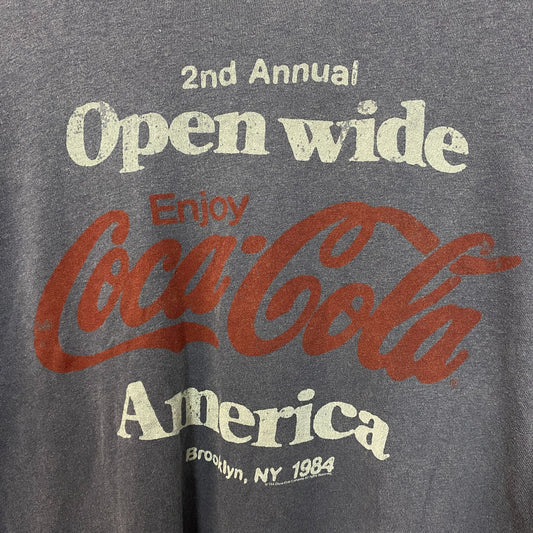 2nd Annual
Open wide
Enjoy
Coca-Cola
®
America
Brooklyn, NY 1984